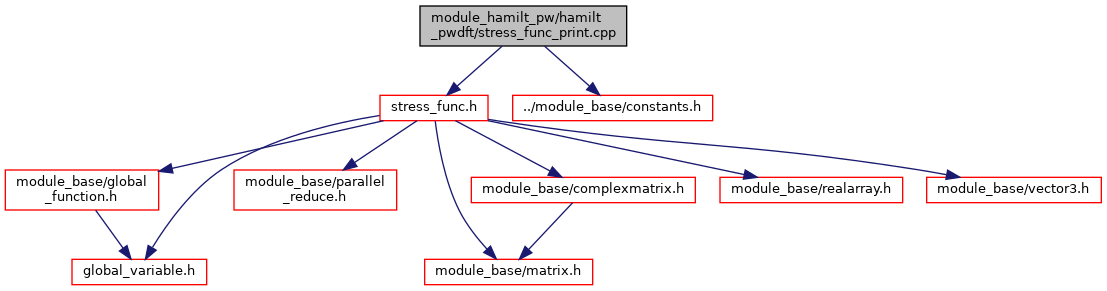 module_hamilt_pw/hamilt
_pwdft/stress_func_print.cpp
stress_func.h
../module_base/constants.h
module_base/global
_function.h
module_base/parallel
_reduce.h
module_base/complexmatrix.h
module_base/realarray.h
module_base/vector3.h
global_variable.h
module_base/matrix.h